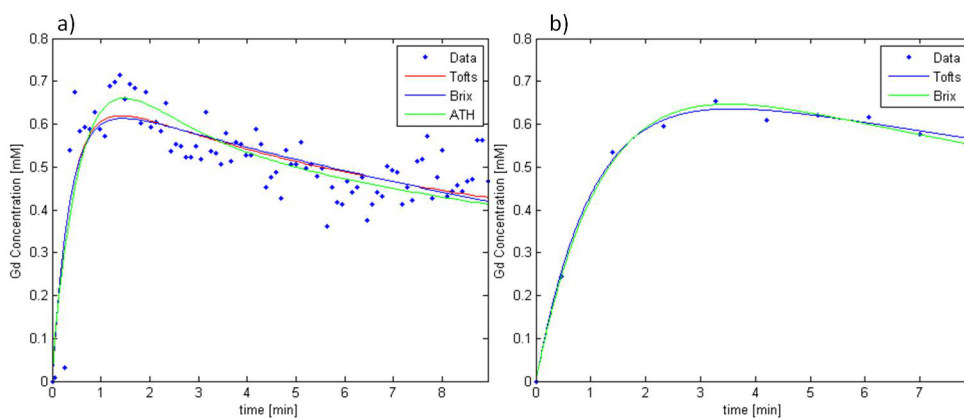 a)
0.8
0.7
0.6
0.5
0.4
0.3
0.2
0.1
0
Gd Concentration [mM]
0 1 2 3 4 5 6 7 8
time [min]
Data
Tofts
Brix
ATH
b)
0.8
0.7
0.6
0.5
0.4
0.3
0.2
0.1
0
Gd Concentration [mM]
0 1 2 3 4 5 6 7
time [min]
Data
Tofts
Brix